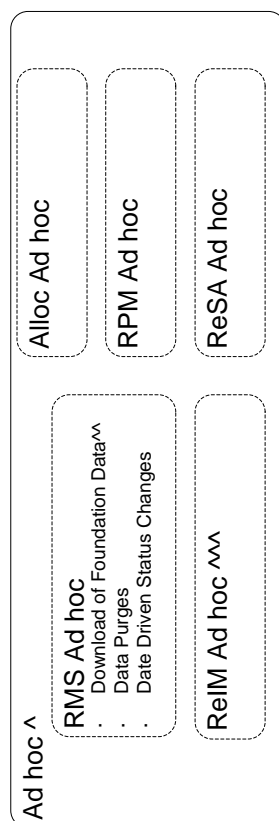 Ad hoc ^
RMS Ad hoc
. Download of Foundation Data^^
. Data Purges
. Date Driven Status Changes
ReIM Ad hoc ^^^
Alloc Ad hoc
RPM Ad hoc
ReSA Ad hoc